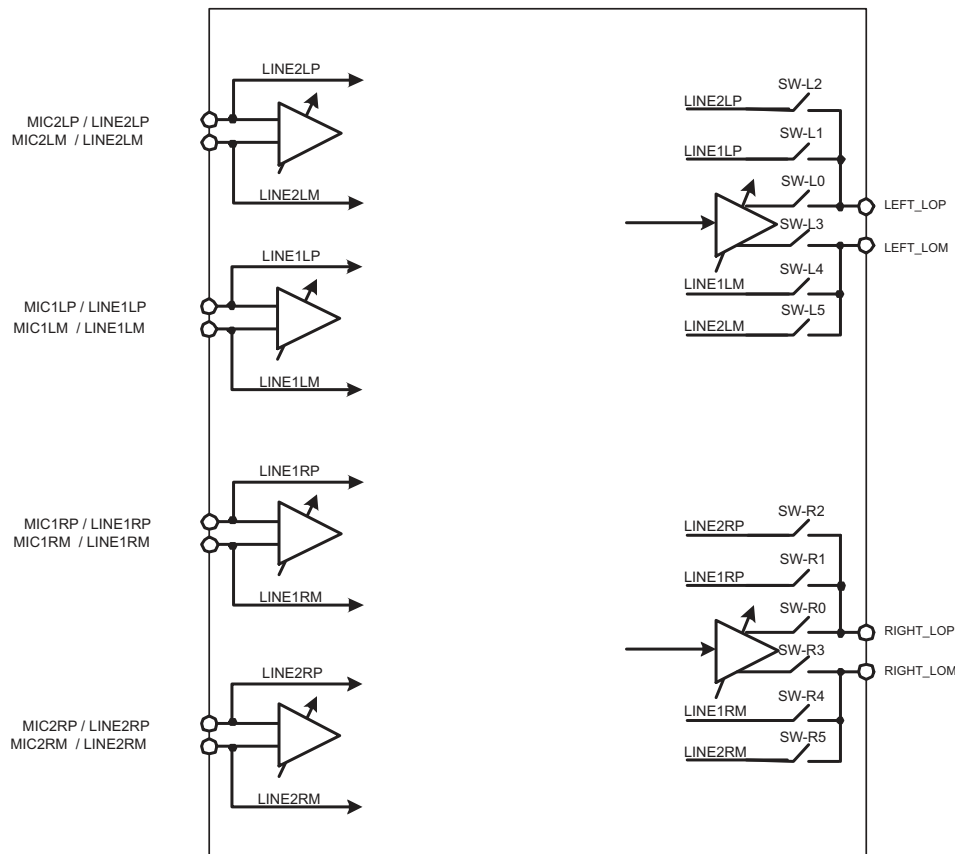 LINE2LP
MIC2LP / LINE2LP
MIC2LM / LINE2LM
LINE2LM
LINE1LP
MIC1LP / LINE1LP
MIC1LM / LINE1LM
LINE1LM
LINE1RP
MIC1RP / LINE1RP
MIC1RM / LINE1RM
LINE1RM
LINE2RP
MIC2RP / LINE2RP
MIC2RM / LINE2RM
LINE2RM
SW-L2
LINE2LP
SW-L1
LINE1LP
SW-L0
LEFT_LOP
SW-L3
LEFT_LOM
SW-L4
LINE1LM
SW-L5
LINE2LM
SW-R2
LINE2RP
SW-R1
LINE1RP
SW-R0
RIGHT_LOP
SW-R3
RIGHT_LOM
SW-R4
LINE1RM
SW-R5
LINE2RM